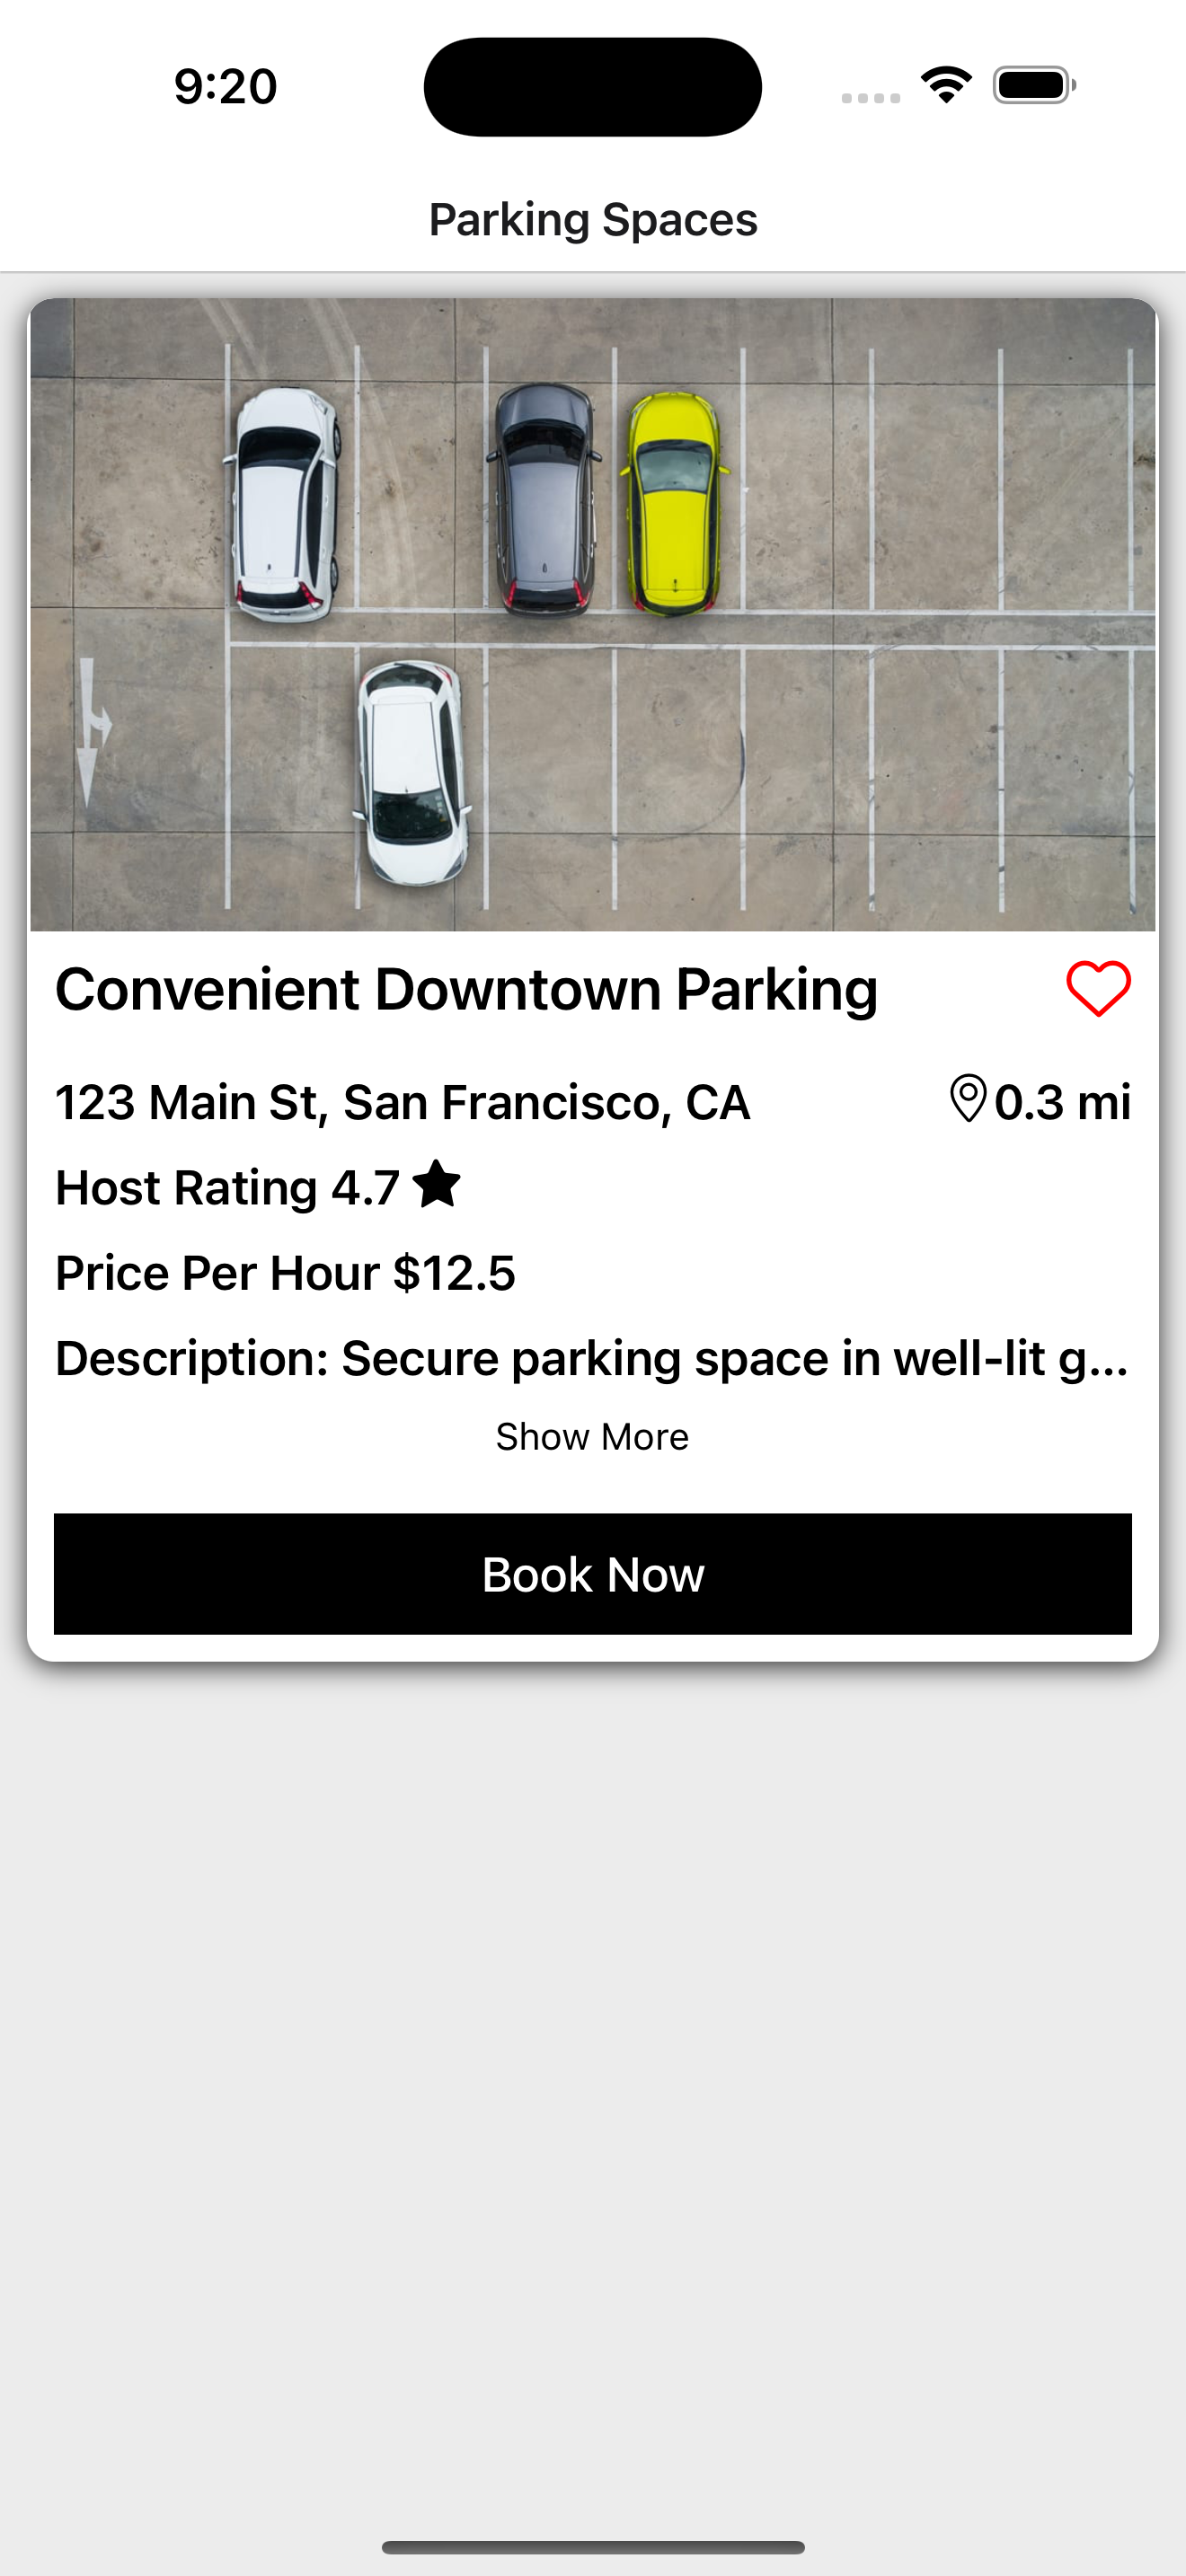 9:20
Parking Spaces
Convenient Downtown Parking
123 Main St, San Francisco, CA 0.3 mi
Host Rating 4.7
Price Per Hour $12.5
Description: Secure parking space in well-lit g...
Show More
Book Now